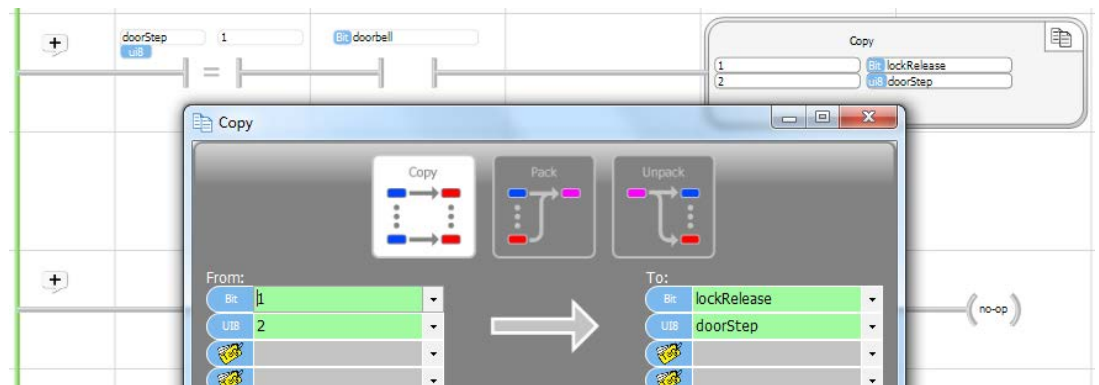 doorStep 1 Bit doorbell
ui8
=
Copy
1 Bit lockRelease
2 ui8 doorStep
Copy
Copy Pack Unpack
From: To:
Bit 1 Bit lockRelease
UI8 2 UI8 doorStep
no-op